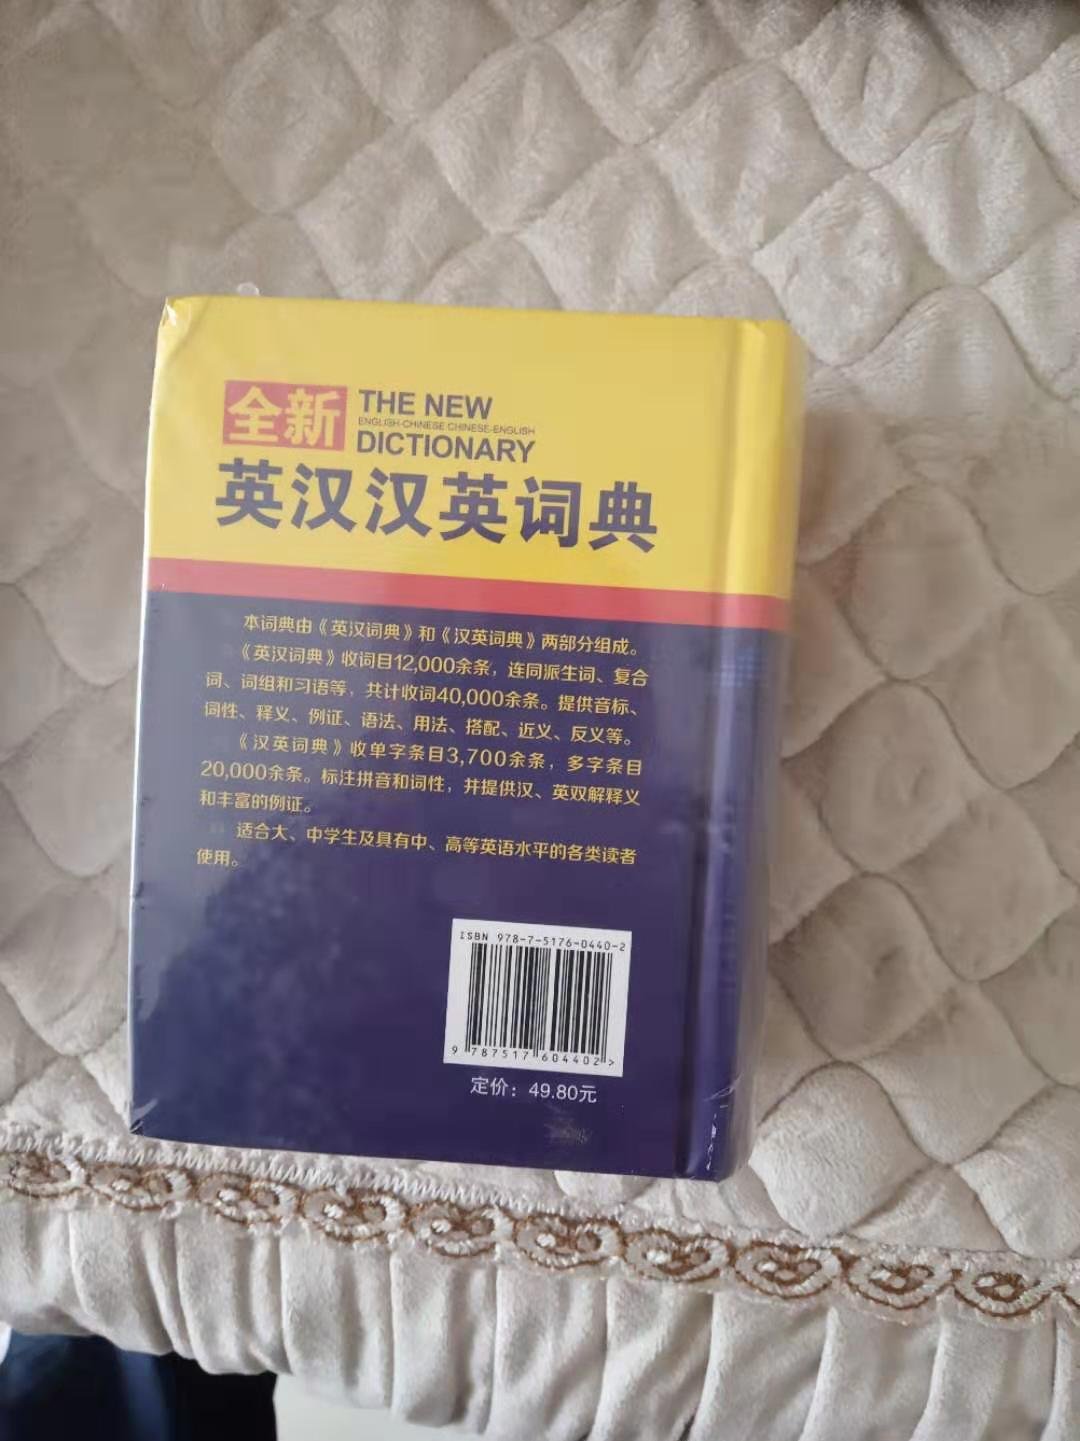 全新
THE NEW
ENGLISH-CHINESE CHINESE-ENGLISH
DICTIONARY
英汉汉英词典
本词典由《英汉词典》和《汉英词典》两部分组成。
《英汉词典》收词目12,000余条，连同派生词、复合
词、词组和习语等，共计收词40,000余条。提供音标、
词性、释义、例证、语法、用法、搭配、近义、反义等。
《汉英词典》收单字条目3,700余条，多字条目
20,000余条。标注拼音和词性，并提供汉、英双解释义
和丰富的例证。
适合大、中学生及具有中、高等英语水平的各类读者
使用。
ISBN 978-7-5176-0440-2
9 787517 604402 >
定价：49.80元